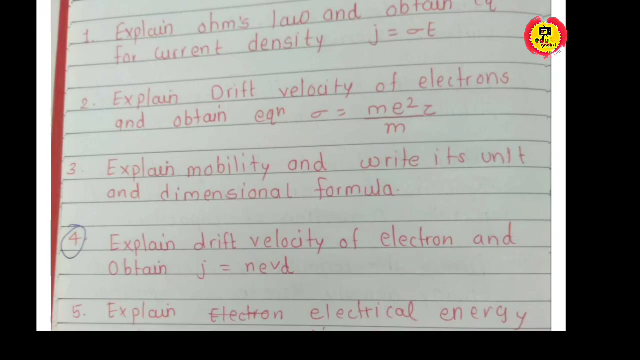 1. Explain ohm's law and obtain eq
for current density j = σE
2. Explain Drift velocity of electrons
and obtain eqn σ = me²τ / m
3. Explain mobility and write its unit
and dimensional formula.
4 Explain drift velocity of electron and
Obtain j = nevd
5. Explain electrical energy
edu